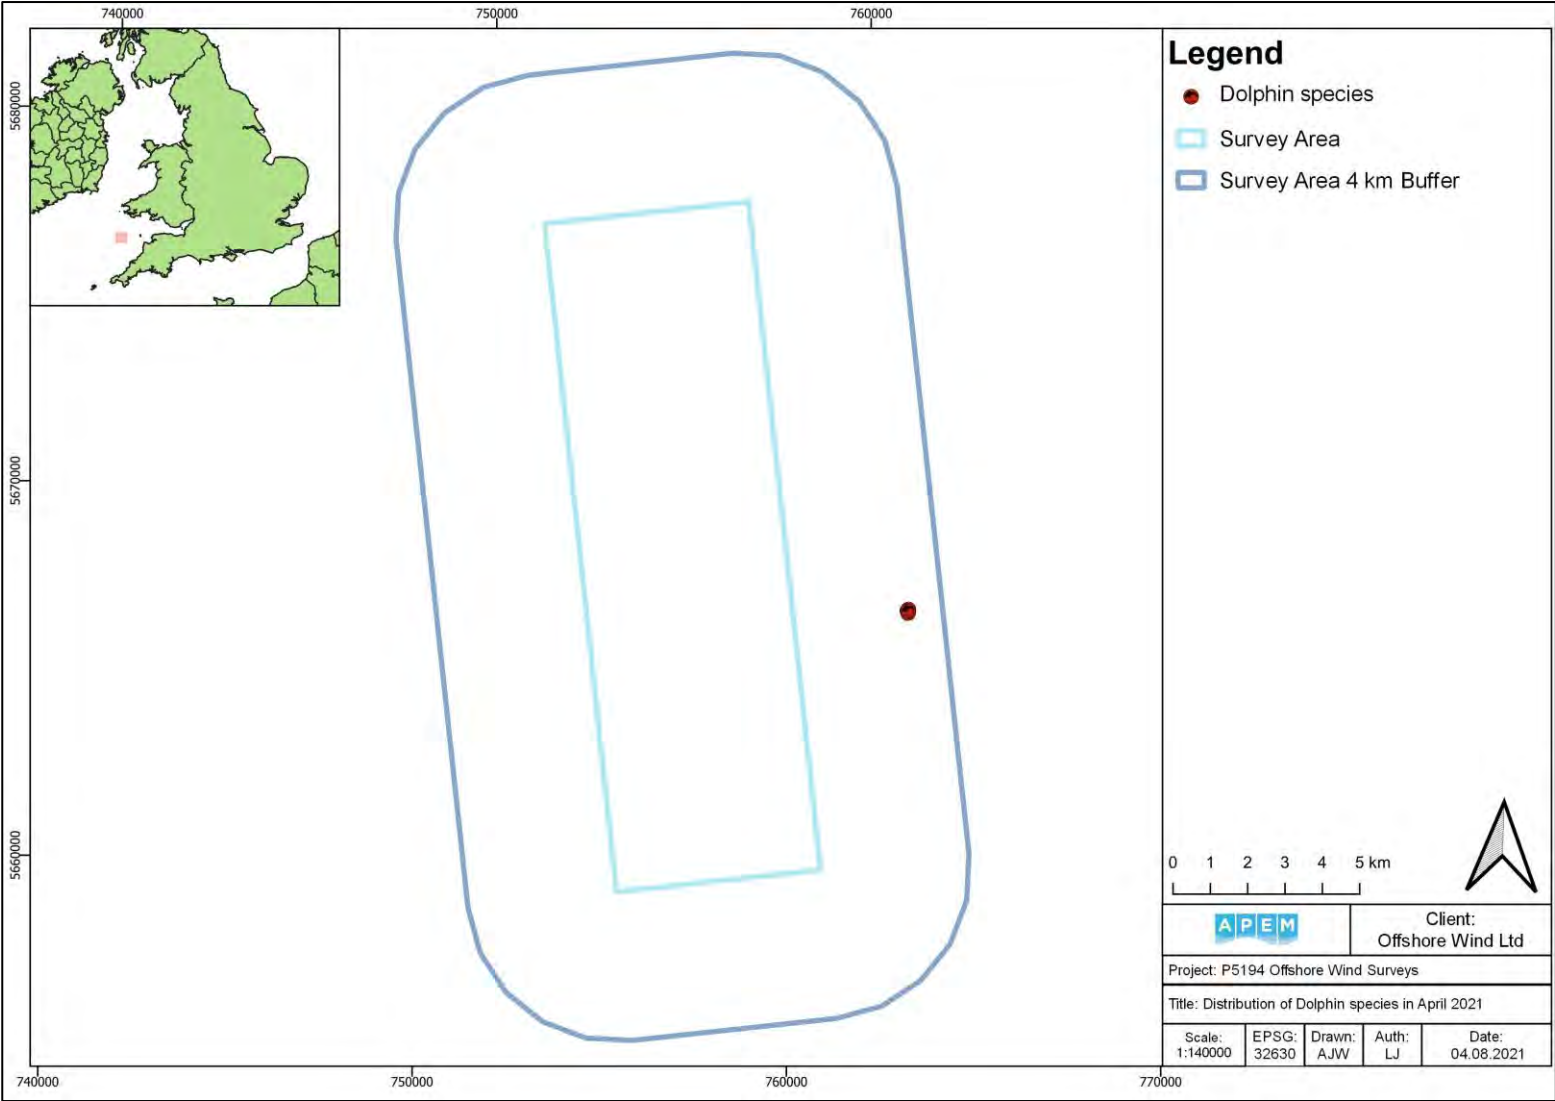 740000
750000
760000
5680000
5670000
5660000
740000
750000
760000
770000
Legend
Dolphin species
Survey Area
Survey Area 4 km Buffer
0 1 2 3 4 5 km
APEM
Client:
Offshore Wind Ltd
Project: P5194 Offshore Wind Surveys
Title: Distribution of Dolphin species in April 2021
Scale:
1:140000
EPSG:
32630
Drawn:
AJW
Auth:
LJ
Date:
04.08.2021